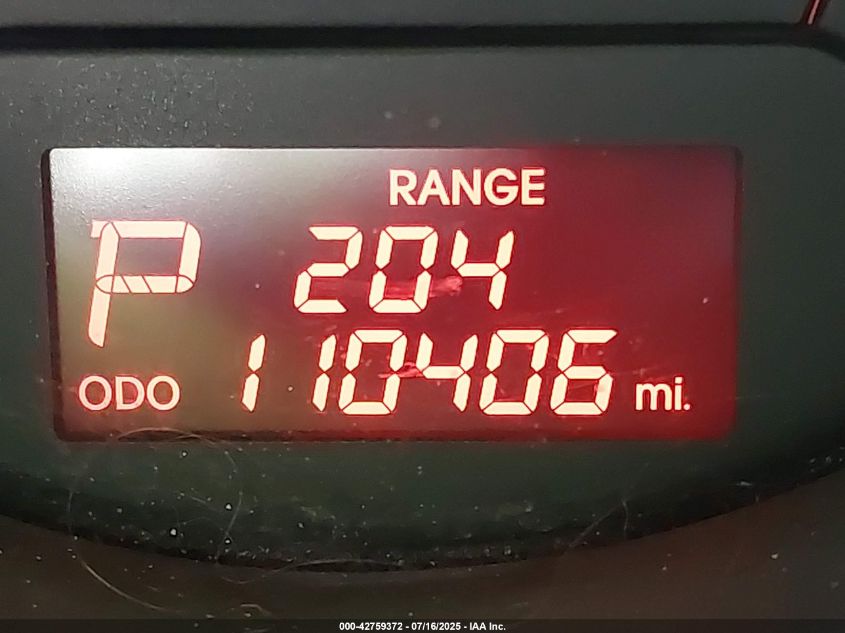 RANGE
P 204
ODO 110406 mi.
000-42759372 - 07/16/2025 - IAA Inc.